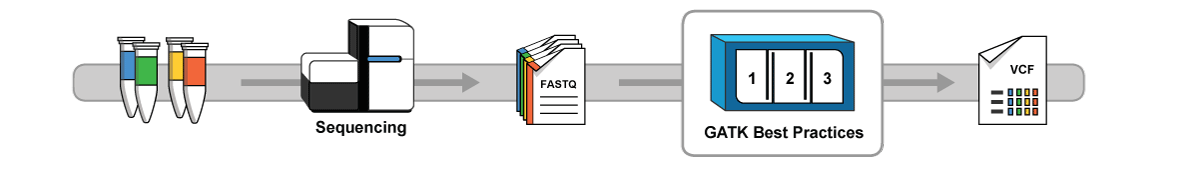 Sequencing
FASTQ
1 2 3
GATK Best Practices
VCF